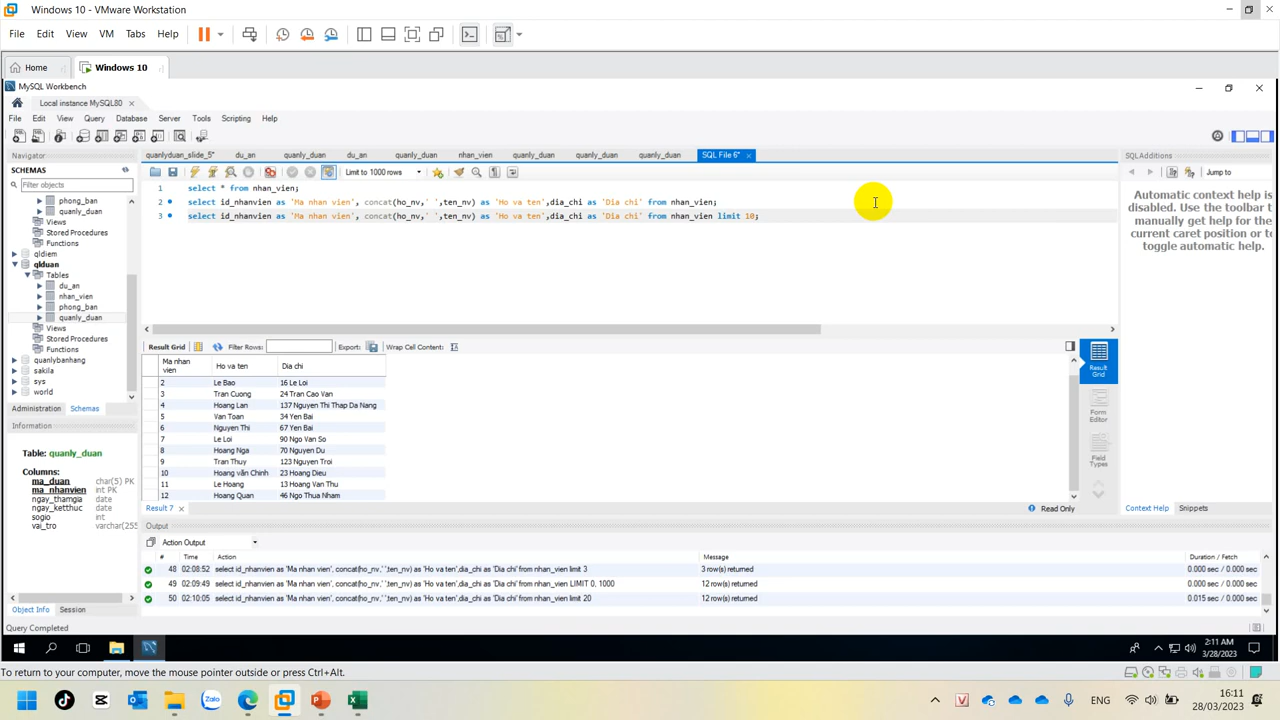 Windows 10 - VMware Workstation
File Edit View VM Tabs Help
Home Windows 10
MySQL Workbench
Local instance MySQL80
File Edit View Query Database Server Tools Scripting Help
Navigator
quanlyduan_slide_5* du_an quanly_duan du_an quanly_duan nhan_vien quanly_duan quanly_duan quanly_duan SQL File 6*
SQLAdditions
SCHEMAS
Filter objects
Limit to 1000 rows
Jump to
phong_ban
quanly_duan
Views
Stored Procedures
Functions
qldiem
qlduan
Tables
du_an
nhan_vien
phong_ban
quanly_duan
Views
Stored Procedures
Functions
quanlybanhang
sakila
sys
world
Administration Schemas
1 select * from nhan_vien;
2 select id_nhanvien as 'Ma nhan vien', concat(ho_nv,' ',ten_nv) as 'Ho va ten',dia_chi as 'Dia chi' from nhan_vien;
3 select id_nhanvien as 'Ma nhan vien', concat(ho_nv,' ',ten_nv) as 'Ho va ten',dia_chi as 'Dia chi' from nhan_vien limit 10;
Automatic context help is
disabled. Use the toolbar t
manually get help for the
current caret position or to
toggle automatic help.
Result Grid Filter Rows: Export: Wrap Cell Content:
Ma nhan
vien Ho va ten Dia chi
2 Le Bao 16 Le Loi
3 Tran Cuong 24 Tran Cao Van
4 Hoang Lan 137 Nguyen Thi Thap Da Nang
5 Van Toan 34 Yen Bai
6 Nguyen Thi 67 Yen Bai
7 Le Loi 90 Ngo Van So
8 Hoang Nga 70 Nguyen Du
9 Tran Thuy 123 Nguyen Troi
10 Hoang văn Chinh 23 Hoang Dieu
11 Le Hoang 13 Hoang Van Thu
12 Hoang Quan 46 Ngo Thua Nham
Result
Grid
Form
Editor
Field
Types
Result 7
Read Only
Context Help Snippets
Information
Table: quanly_duan
Columns:
ma_duan char(5) PK
ma_nhanvien int PK
ngay_thamgia date
ngay_ketthuc date
sogio int
vai_tro varchar(255
Object Info Session
Output
Action Output
# Time Action Message Duration / Fetch
48 02:08:52 select id_nhanvien as 'Ma nhan vien', concat(ho_nv,' ',ten_nv) as 'Ho va ten',dia_chi as 'Dia chi' from nhan_vien limit 3 3 row(s) returned 0.000 sec / 0.000 sec
49 02:09:49 select id_nhanvien as 'Ma nhan vien', concat(ho_nv,' ',ten_nv) as 'Ho va ten',dia_chi as 'Dia chi' from nhan_vien LIMIT 0, 1000 12 row(s) returned 0.000 sec / 0.000 sec
50 02:10:05 select id_nhanvien as 'Ma nhan vien', concat(ho_nv,' ',ten_nv) as 'Ho va ten',dia_chi as 'Dia chi' from nhan_vien limit 20 12 row(s) returned 0.015 sec / 0.000 sec
Query Completed
2:11 AM
3/28/2023
To return to your computer, move the mouse pointer outside or press Ctrl+Alt.
Zalo
ENG
16:11
28/03/2023